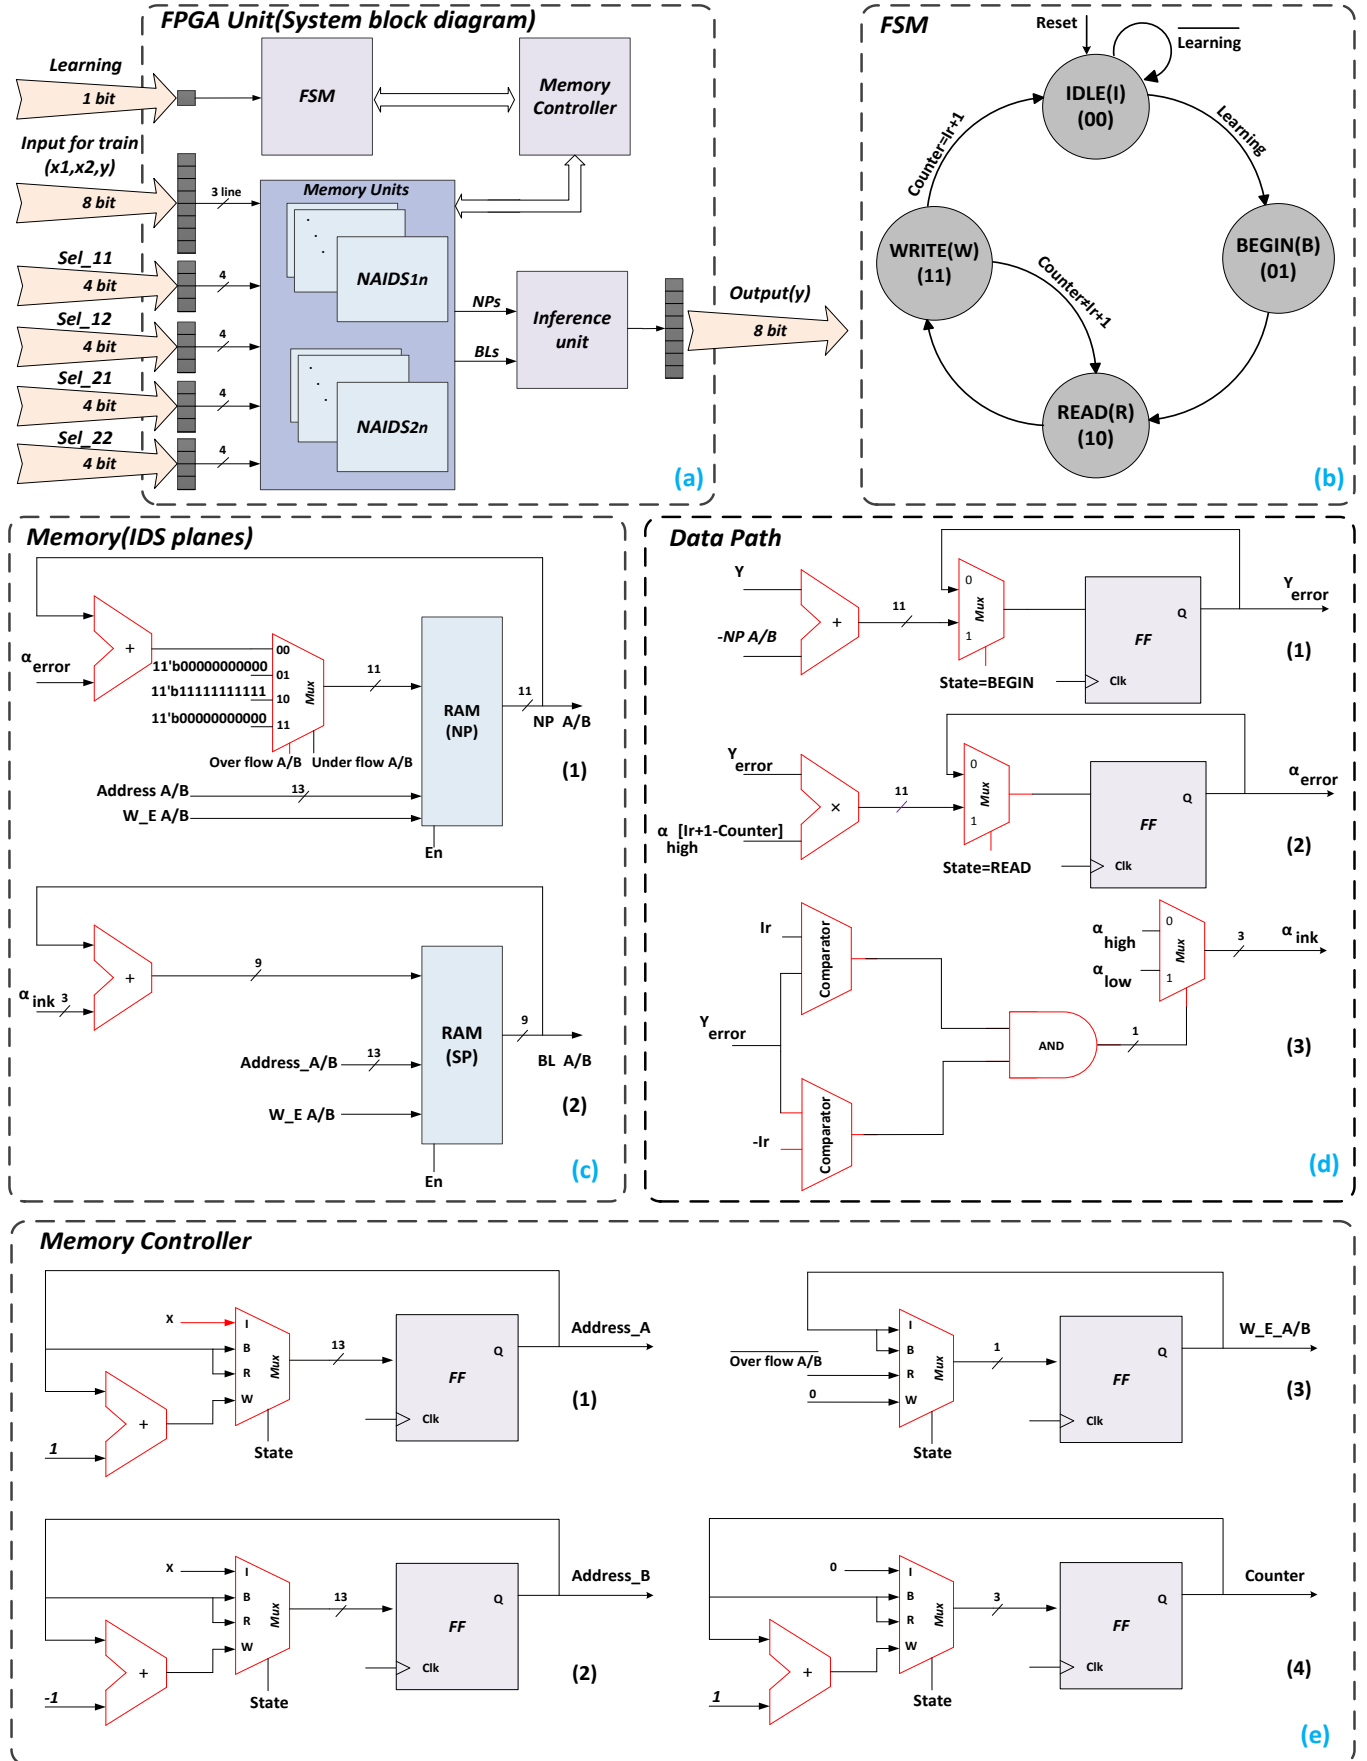 FPGA Unit(System block diagram)
Learning
1 bit
FSM
Memory
Controller
Input for train
(x1,x2,y)
8 bit
3 line
Memory Units
NAIDS1n
NAIDS2n
Sel_11
4 bit
4
Sel_12
4 bit
4
Sel_21
4 bit
4
Sel_22
4 bit
4
NPs
BLs
Inference
unit
Output(y)
8 bit
(a)
FSM
Reset
Learning
IDLE(I)
(00)
Learning
BEGIN(B)
(01)
READ(R)
(10)
WRITE(W)
(11)
Counter=Ir+1
Counter≠Ir+1
(b)
Memory(IDS planes)
α error
+
00
11'b00000000000
01
11'b11111111111
10
11'b00000000000
11
Mux
11
Over flow A/B
Under flow A/B
RAM
(NP)
11
NP A/B
Address A/B
13
W_E A/B
En
(1)
α ink
3
+
9
RAM
(SP)
9
BL A/B
Address_A/B
13
W_E A/B
En
(2)
(c)
Data Path
Y
-NP A/B
+
11
0
1
Mux
State=BEGIN
Q
FF
Clk
Y error
(1)
Y error
α high [Ir+1-Counter]
×
11
0
1
Mux
State=READ
Q
FF
Clk
α error
(2)
Ir
Y error
-Ir
Comparator
Comparator
AND
1
α high
α low
0
1
Mux
3
α ink
(3)
(d)
Memory Controller
X
I
B
R
W
Mux
State
+
1
13
Q
FF
Clk
Address_A
(1)
Over flow A/B
0
I
B
R
W
Mux
State
1
Q
FF
Clk
W_E_A/B
(3)
X
I
B
R
W
Mux
State
+
-1
13
Q
FF
Clk
Address_B
(2)
0
I
B
R
W
Mux
State
+
1
3
Q
FF
Clk
Counter
(4)
(e)